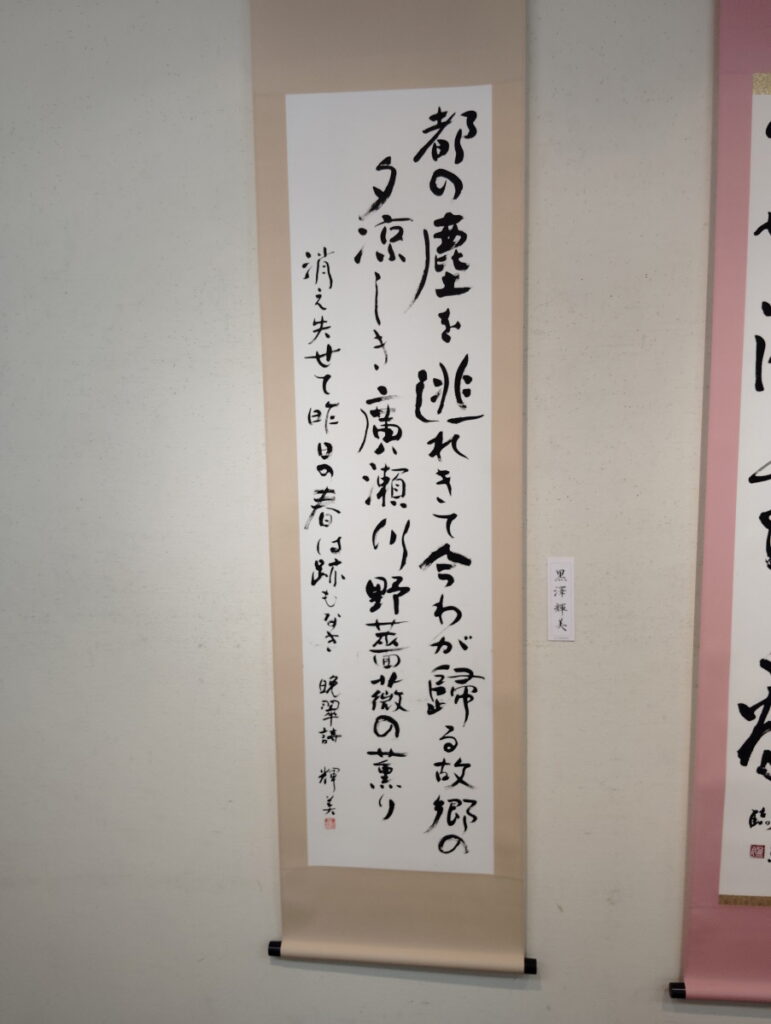 都の塵を逃れきて今わが歸る故郷の
夕涼しき廣瀬川野薔薇の薫り
消え失せて昨日の春は跡もなき 晩翠詩 輝美
黒澤輝美
臨